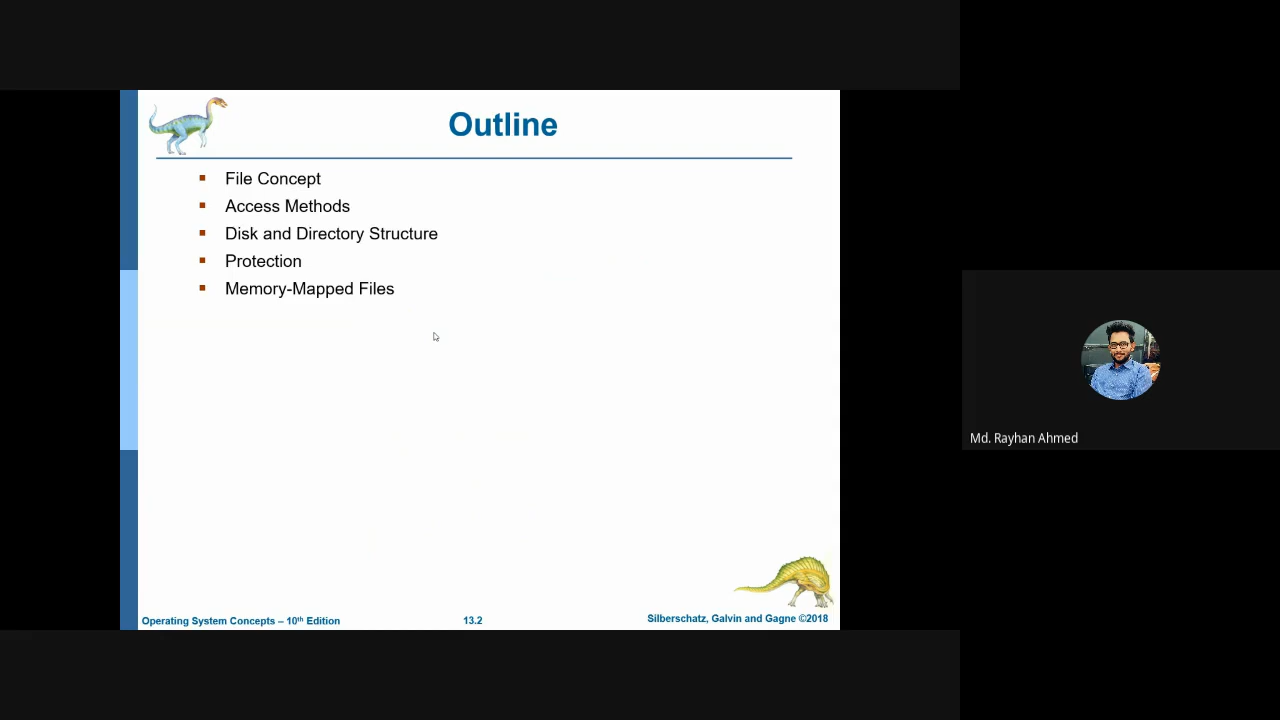 Outline
File Concept
Access Methods
Disk and Directory Structure
Protection
Memory-Mapped Files
Md. Rayhan Ahmed
Operating System Concepts – 10th Edition
13.2
Silberschatz, Galvin and Gagne ©2018